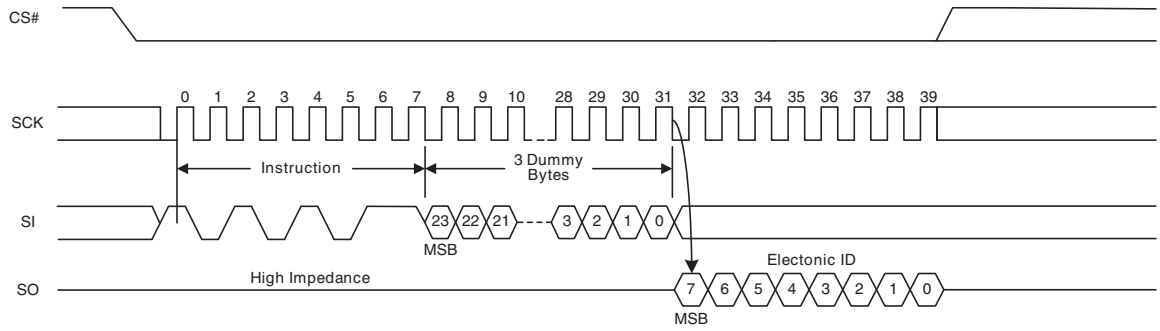 CS#
0 1 2 3 4 5 6 7 8 9 10 28 29 30 31 32 33 34 35 36 37 38 39
SCK
Instruction
3 Dummy
Bytes
SI
23 22 21 3 2 1 0
MSB
High Impedance
Electonic ID
SO
7 6 5 4 3 2 1 0
MSB